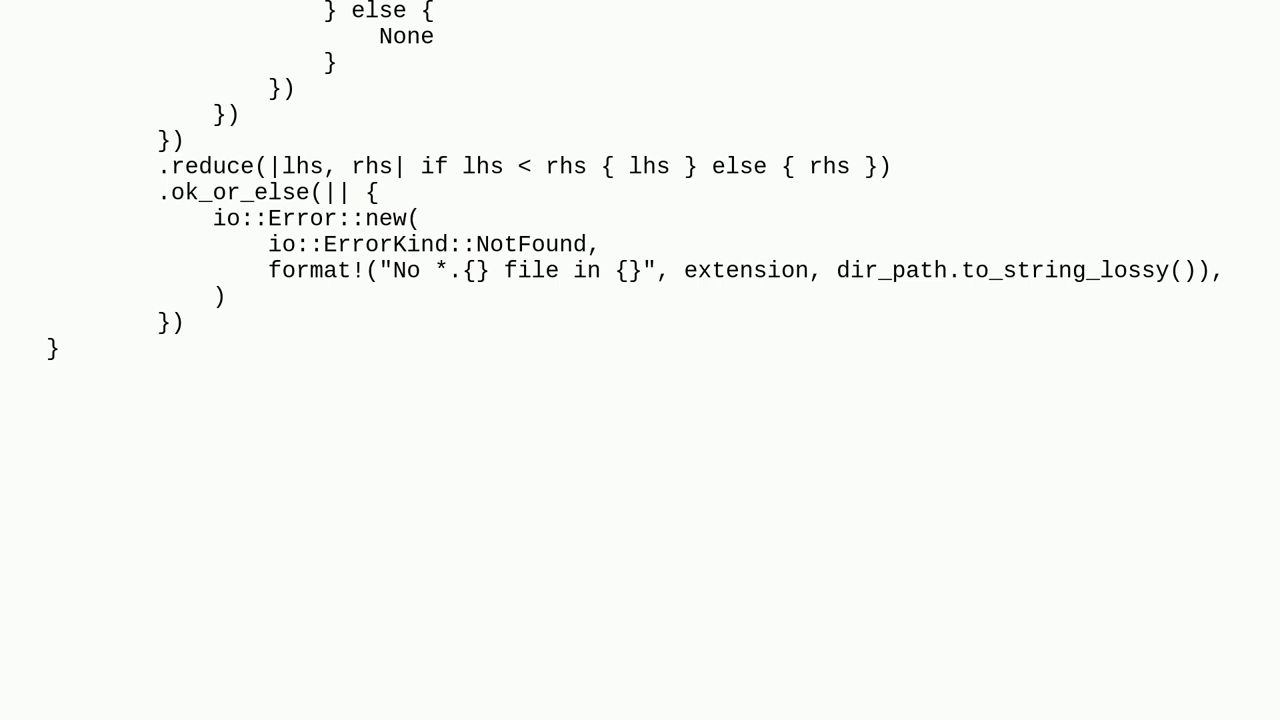 } else {
None
}
})
})
})
.reduce(|lhs, rhs| if lhs < rhs { lhs } else { rhs })
.ok_or_else(|| {
io::Error::new(
io::ErrorKind::NotFound,
format!("No *.{} file in {}", extension, dir_path.to_string_lossy()),
)
})
}